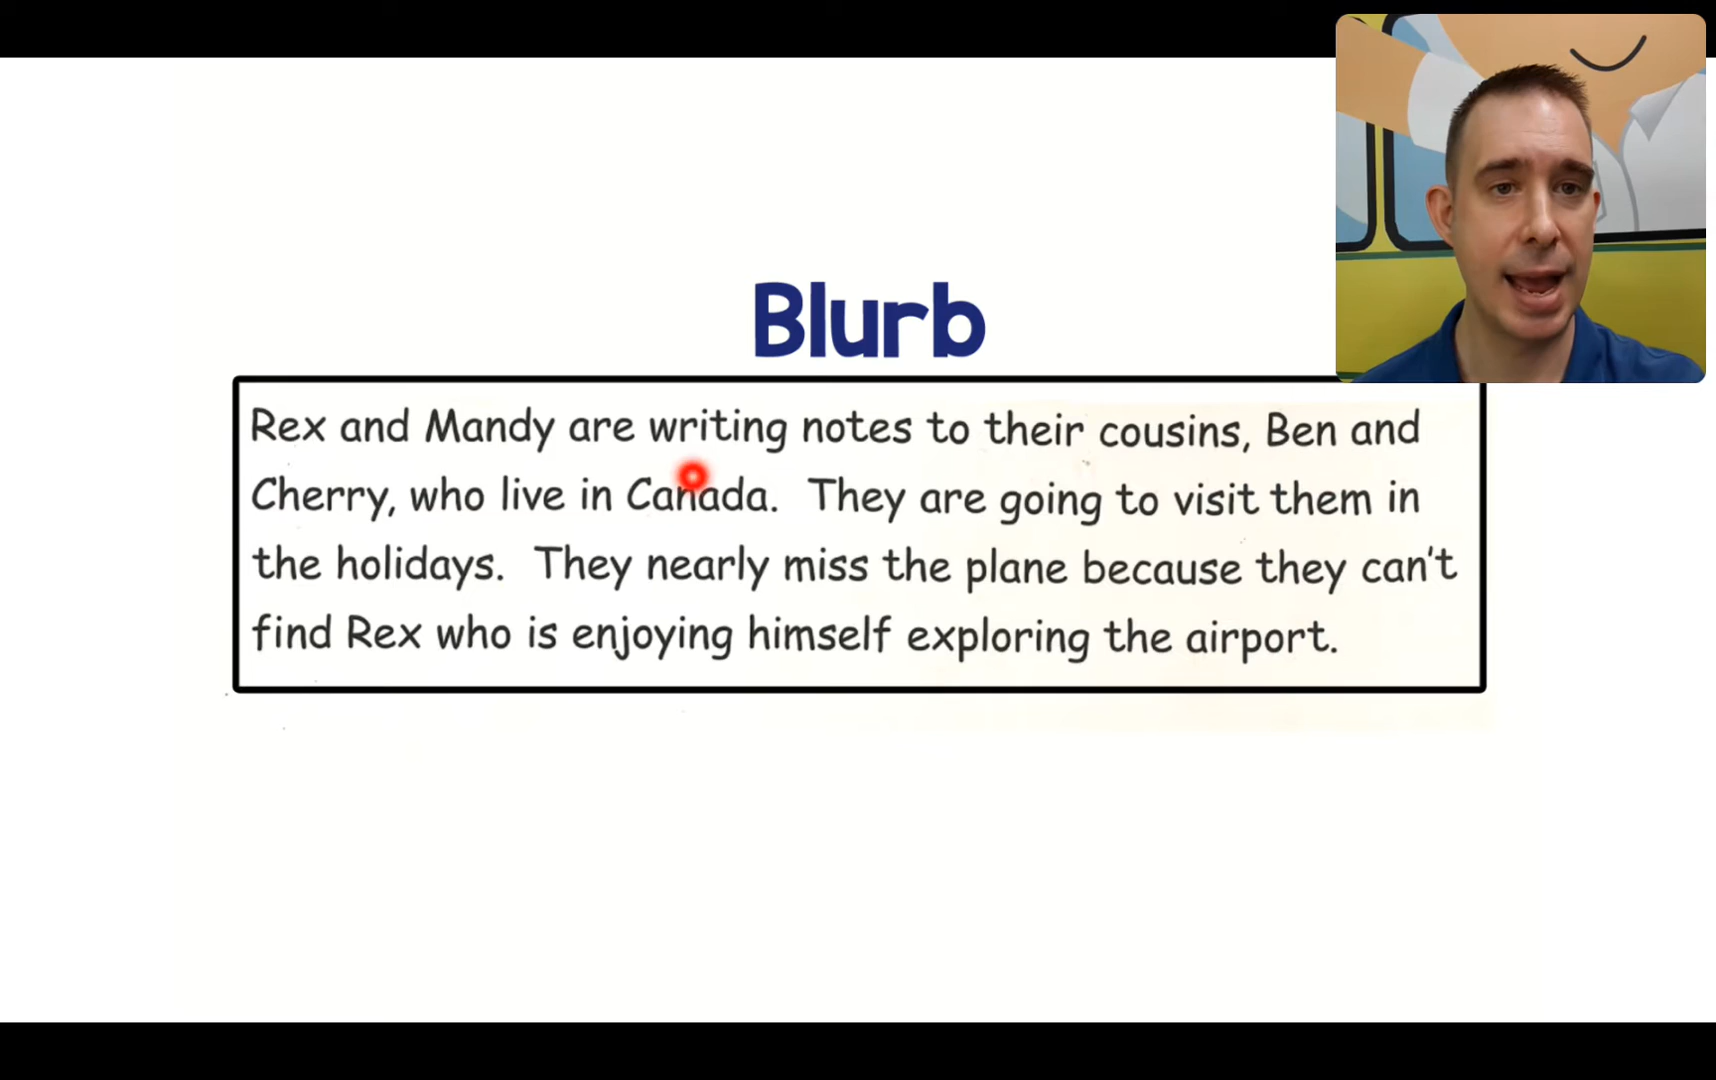 Blurb
Rex and Mandy are writing notes to their cousins, Ben and
Cherry, who live in Canada. They are going to visit them in
the holidays. They nearly miss the plane because they can't
find Rex who is enjoying himself exploring the airport.